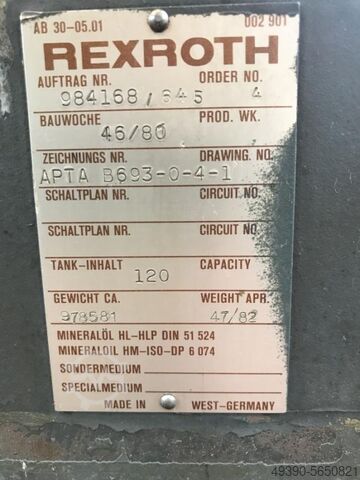 AB 30-05.01 002 901
REXROTH
AUFTRAG NR. ORDER NO.
984168/645 4
BAUWOCHE PROD. WK.
46/80
ZEICHNUNGS NR. DRAWING. NO.
APTA B693-0-4-1
SCHALTPLAN NR. CIRCUIT NO.
SCHALTPLAN NR. CIRCUIT NO.
TANK-INHALT 120 CAPACITY
GEWICHT CA. WEIGHT APR.
978581 47/82
MINERALÖL HL-HLP DIN 51 524
MINERALOIL HM-ISO-DP 6 074
SONDERMEDIUM
SPECIALMEDIUM
MADE IN WEST-GERMANY
49390-5650821